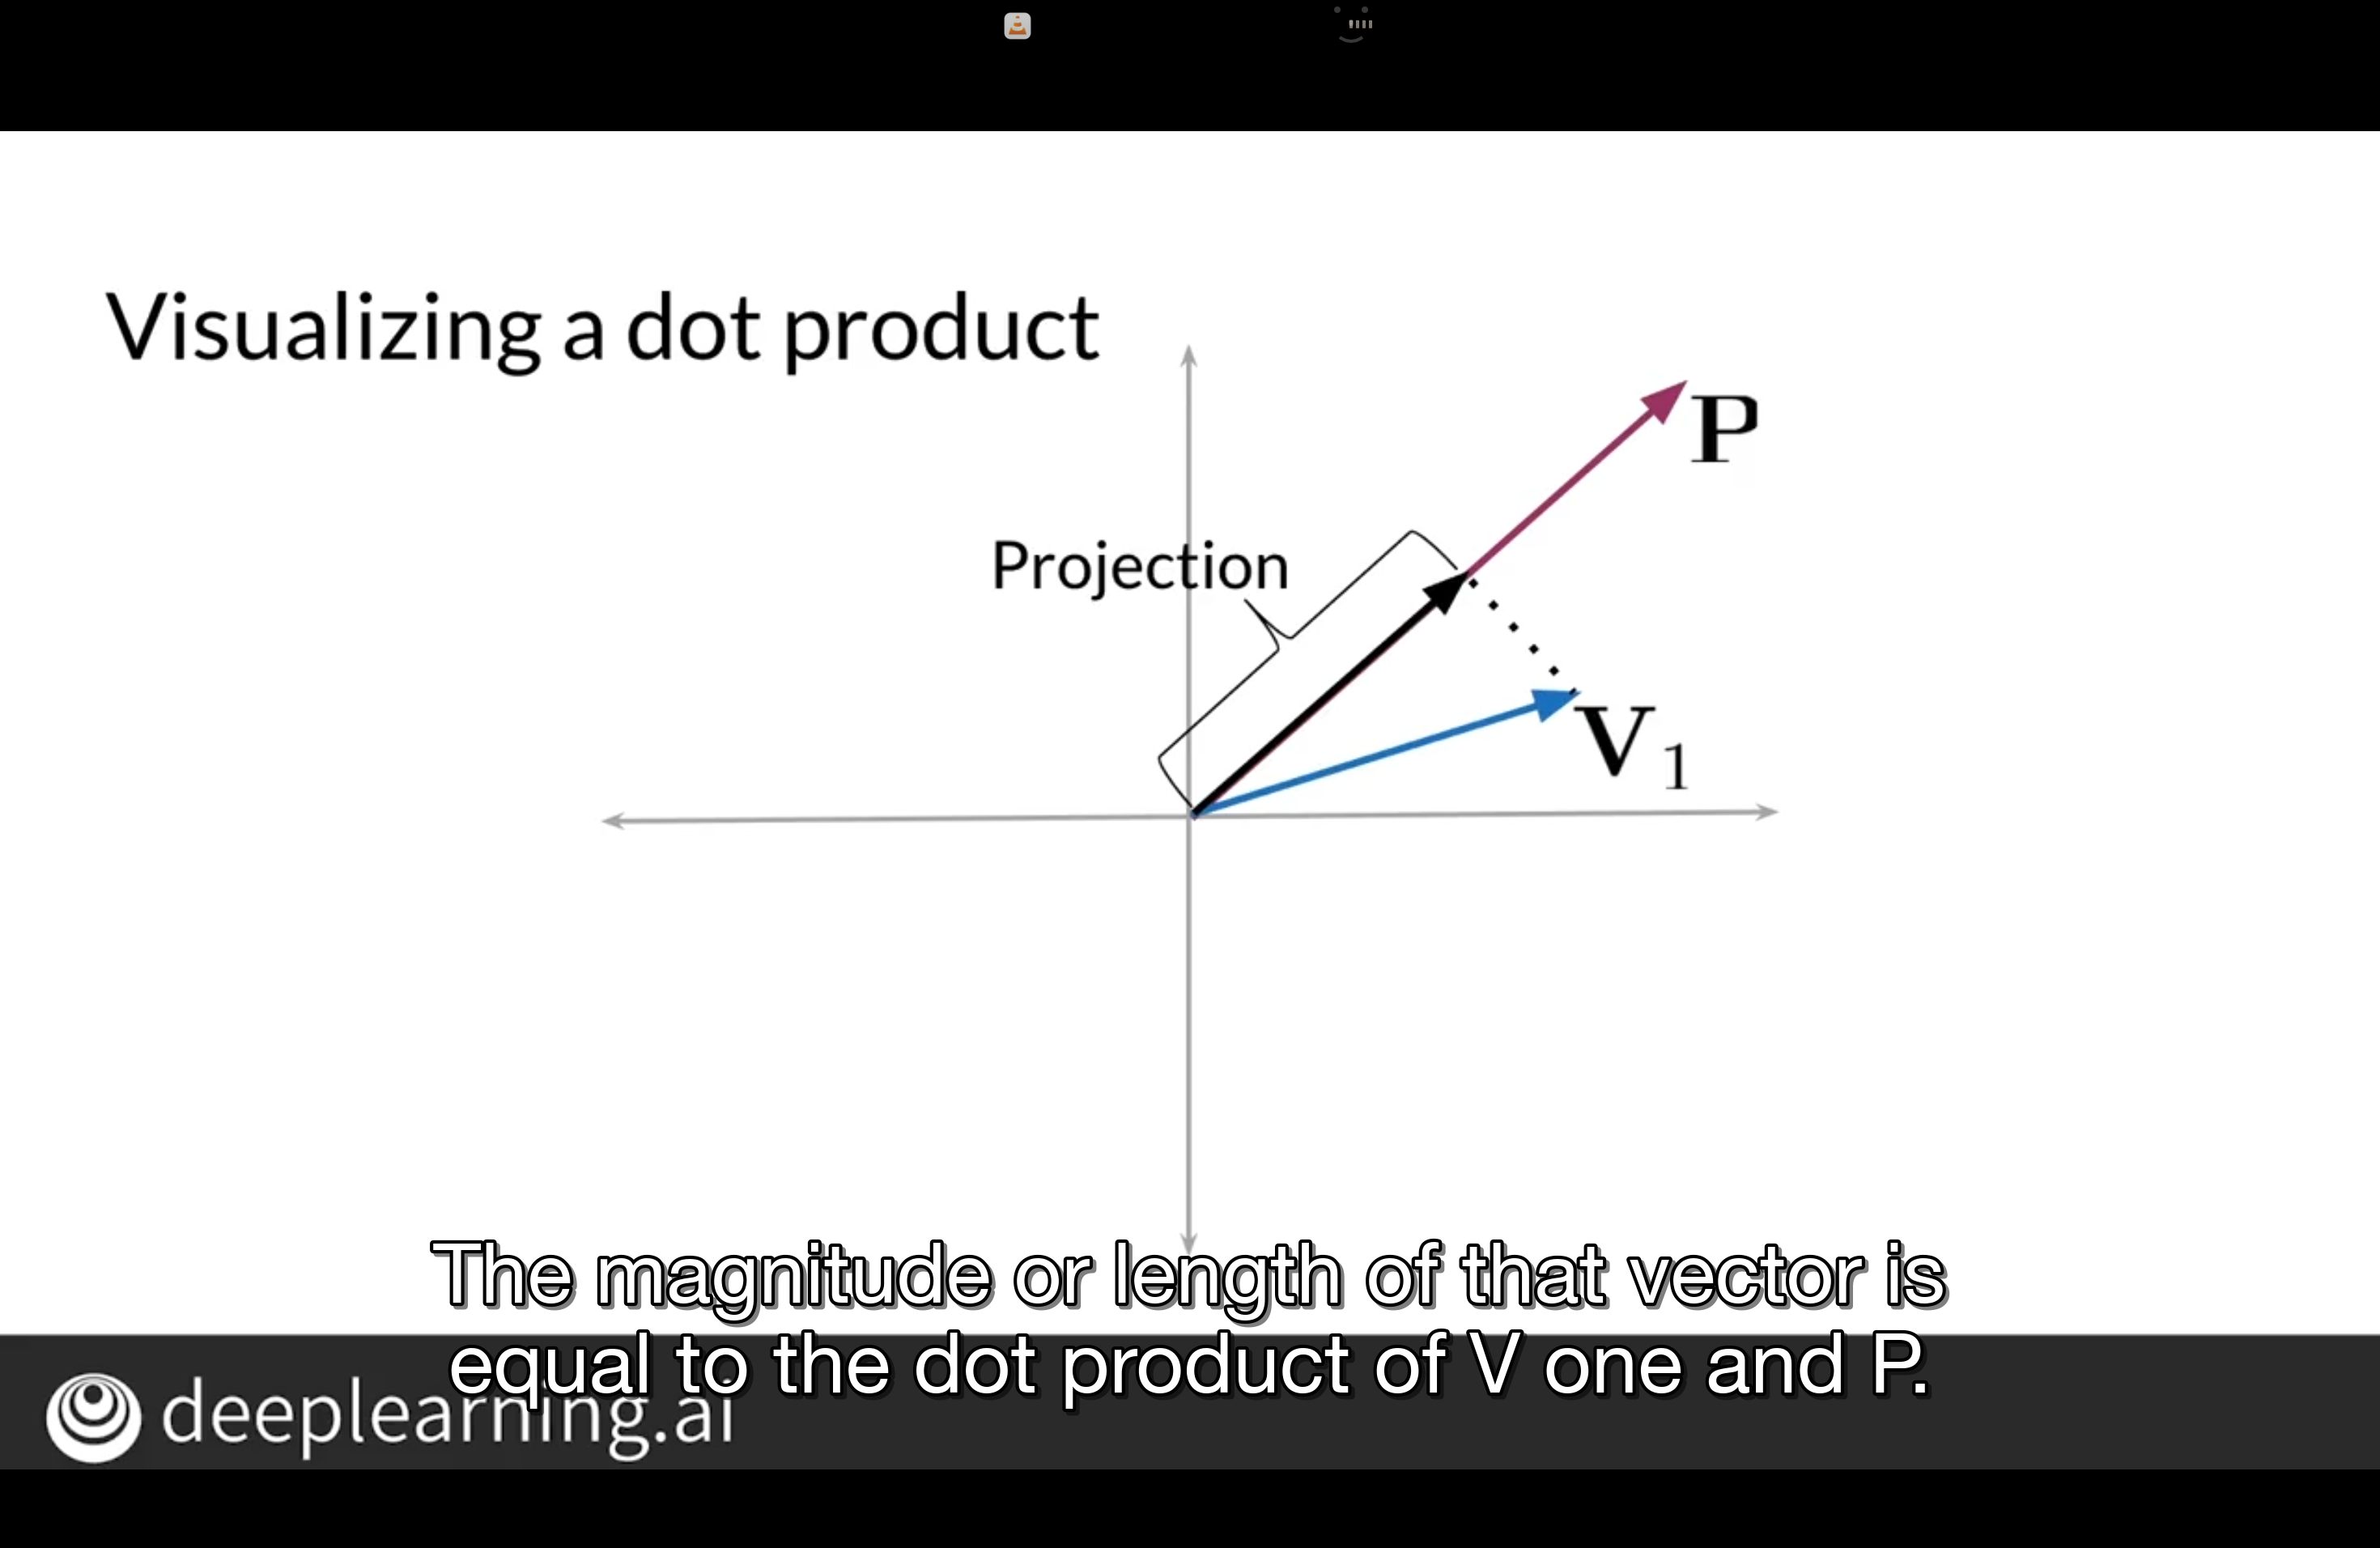 Visualizing a dot product
P
Projection
V1
The magnitude or length of that vector is
equal to the dot product of V one and P.
deeplearning.ai